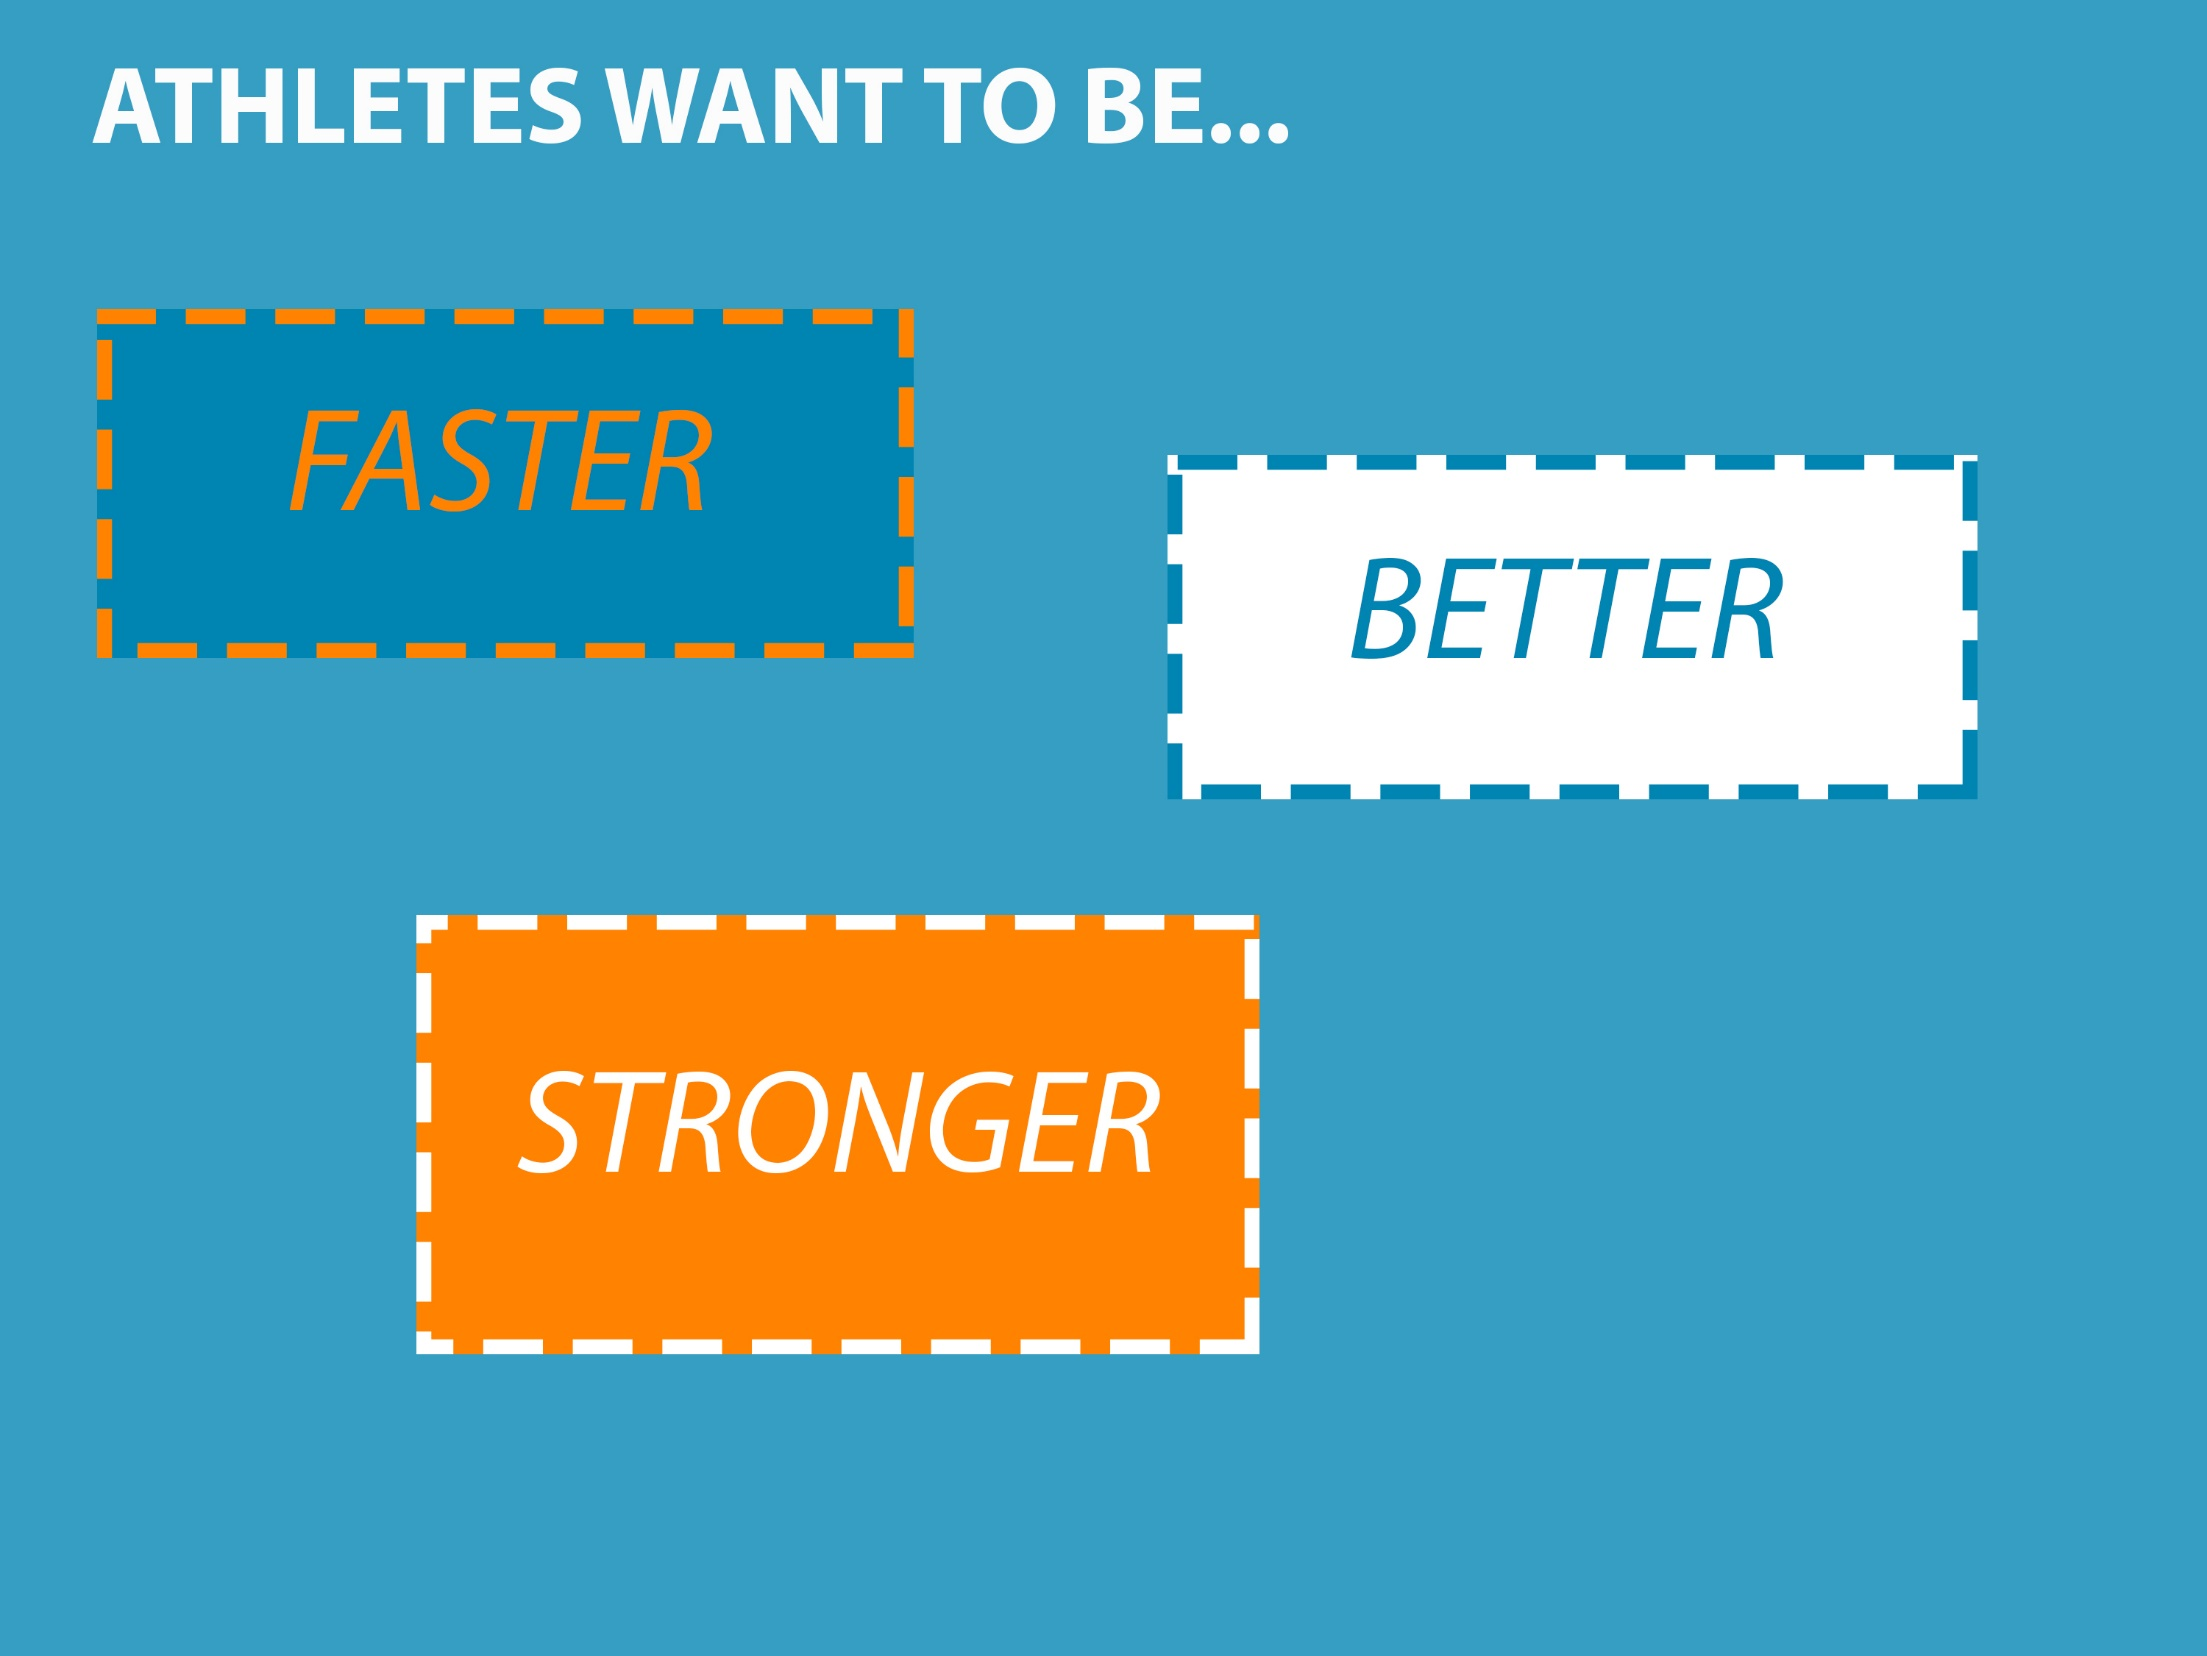 ATHLETES WANT TO BE...
FASTER
BETTER
STRONGER